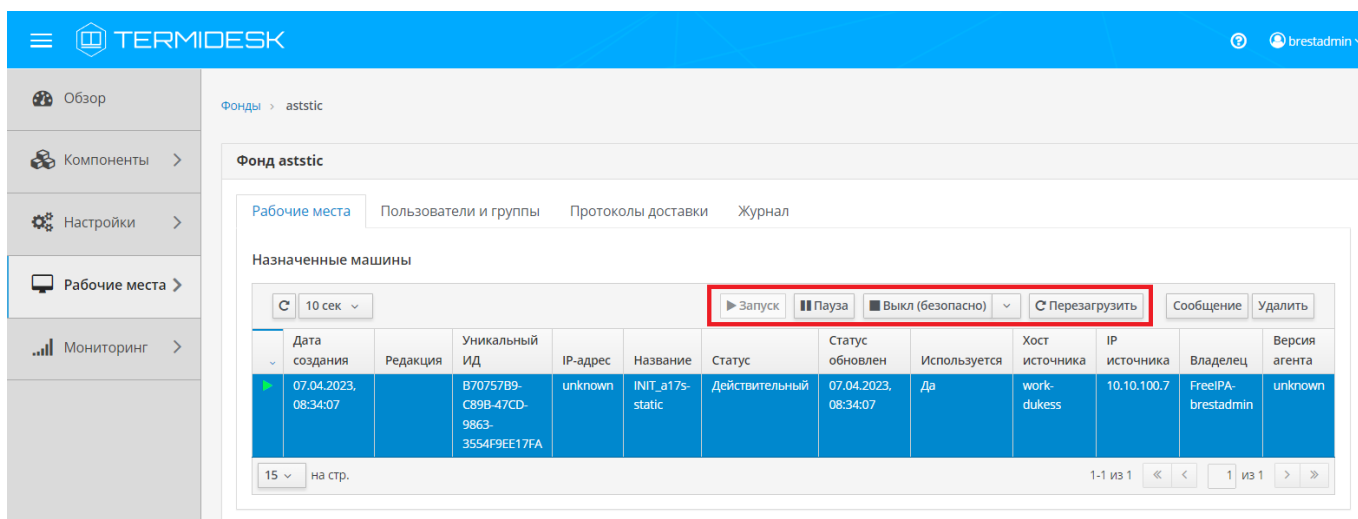 TERMIDESK
brestadmin
Обзор
Компоненты
Настройки
Рабочие места
Мониторинг
Фонды > aststic
Фонд aststic
Рабочие места Пользователи и группы Протоколы доставки Журнал
Назначенные машины
10 сек Запуск Пауза Выкл (безопасно) Перезагрузить Сообщение Удалить
Дата создания Редакция Уникальный ИД IP-адрес Название Статус Статус обновлен Используется Хост источника IP источника Владелец Версия агента
07.04.2023, 08:34:07 B70757B9-C89B-47CD-9863-3554F9EE17FA unknown INIT_a17s-static Действительный 07.04.2023, 08:34:07 Да work-dukess 10.10.100.7 FreeIPA-brestadmin unknown
15 на стр. 1-1 из 1 « < 1 из 1 > »